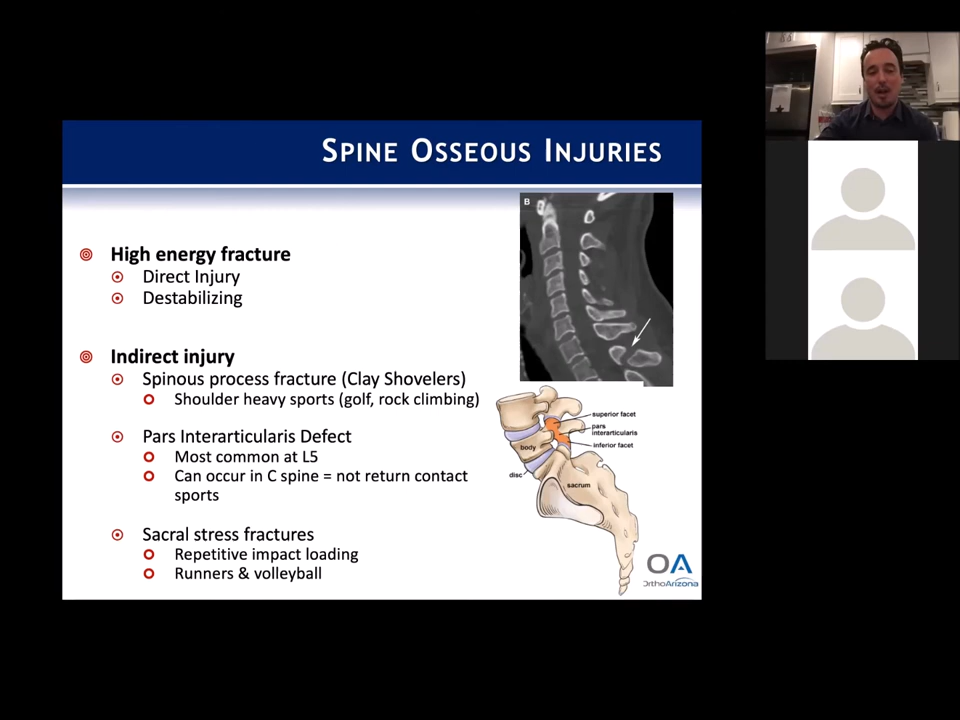 SPINE OSSEOUS INJURIES
High energy fracture
Direct Injury
Destabilizing
Indirect injury
Spinous process fracture (Clay Shovelers)
Shoulder heavy sports (golf, rock climbing)
Pars Interarticularis Defect
Most common at L5
Can occur in C spine = not return contact
sports
Sacral stress fractures
Repetitive impact loading
Runners & volleyball
B
superior facet
pars
interarticularis
inferior facet
body
disc
sacrum
OA
OrthoArizona